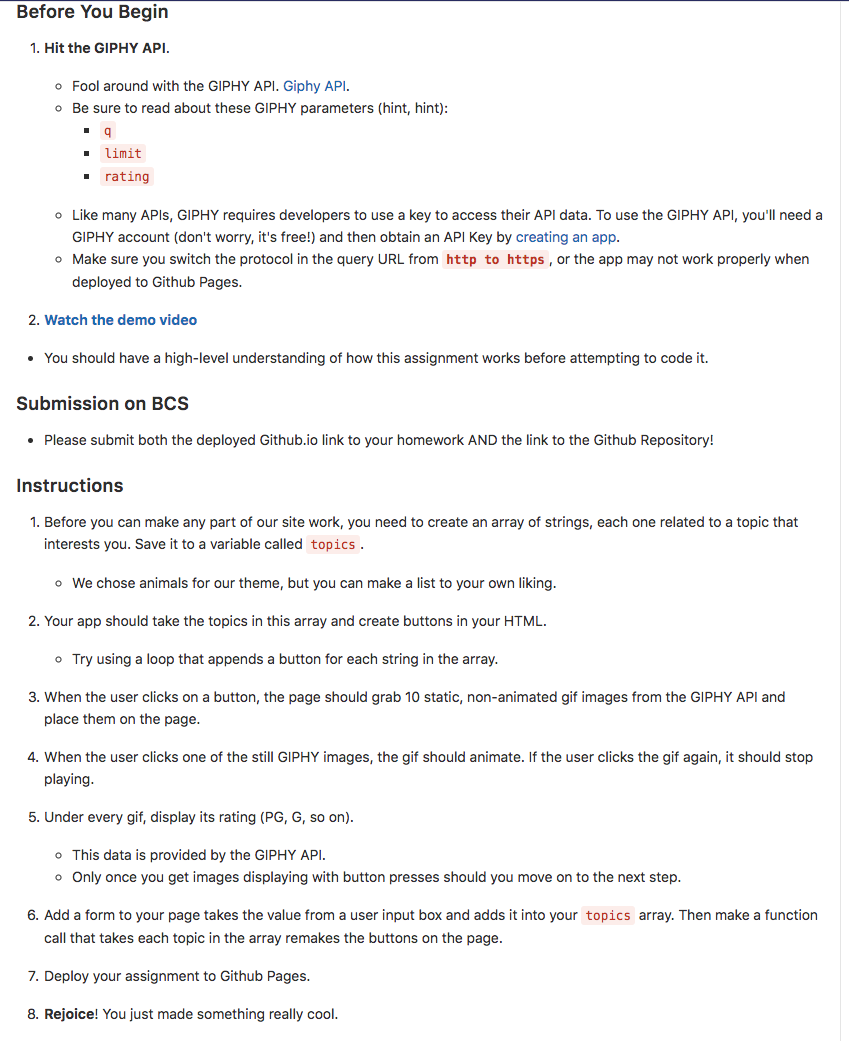 Before You Begin
1. Hit the GIPHY API.
Fool around with the GIPHY API. Giphy API.
Be sure to read about these GIPHY parameters (hint, hint):
q
limit
rating
Like many APIs, GIPHY requires developers to use a key to access their API data. To use the GIPHY API, you'll need a
GIPHY account (don't worry, it's free!) and then obtain an API Key by creating an app.
Make sure you switch the protocol in the query URL from http to https, or the app may not work properly when
deployed to Github Pages.
2. Watch the demo video
You should have a high-level understanding of how this assignment works before attempting to code it.
Submission on BCS
Please submit both the deployed Github.io link to your homework AND the link to the Github Repository!
Instructions
1. Before you can make any part of our site work, you need to create an array of strings, each one related to a topic that
interests you. Save it to a variable called topics.
We chose animals for our theme, but you can make a list to your own liking.
2. Your app should take the topics in this array and create buttons in your HTML.
Try using a loop that appends a button for each string in the array.
3. When the user clicks on a button, the page should grab 10 static, non-animated gif images from the GIPHY API and
place them on the page.
4. When the user clicks one of the still GIPHY images, the gif should animate. If the user clicks the gif again, it should stop
playing.
5. Under every gif, display its rating (PG, G, so on).
This data is provided by the GIPHY API.
Only once you get images displaying with button presses should you move on to the next step.
6. Add a form to your page takes the value from a user input box and adds it into your topics array. Then make a function
call that takes each topic in the array remakes the buttons on the page.
7. Deploy your assignment to Github Pages.
8. Rejoice! You just made something really cool.